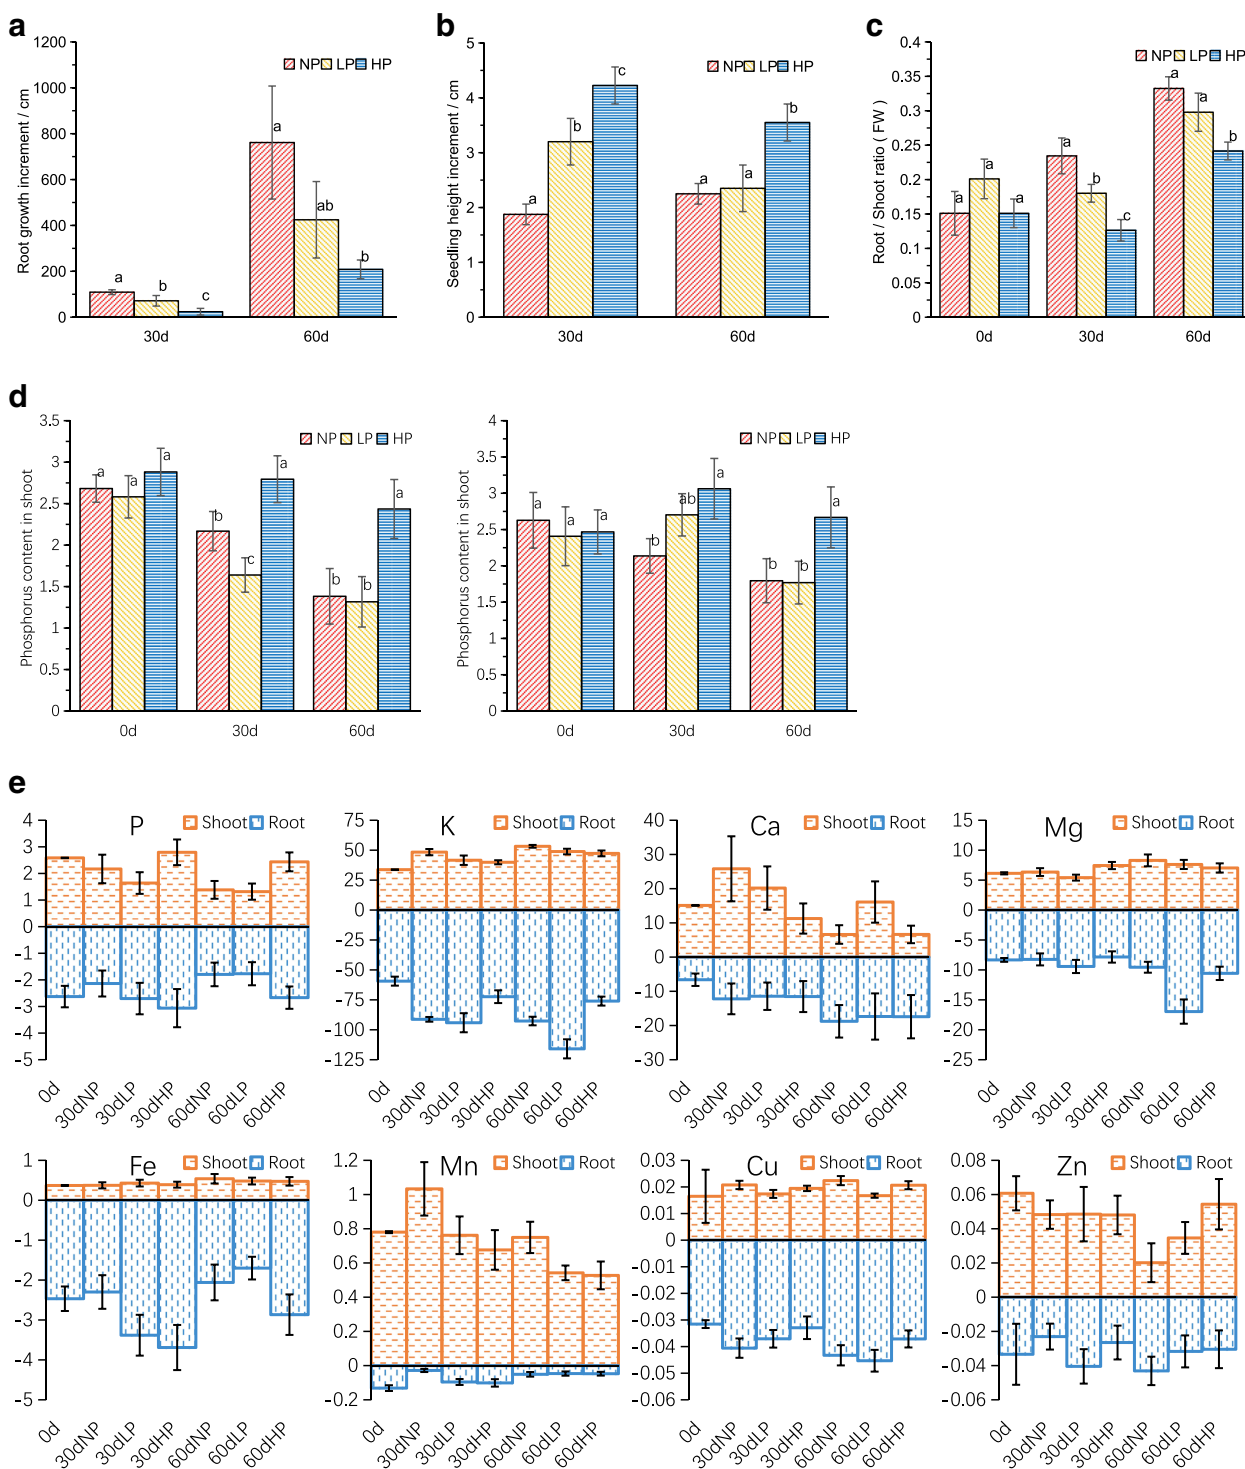 a
1200
1000
800
600
400
200
0
Root growth increment / cm
NP LP HP
a
b
c
a
ab
b
30d
60d
b
5
4
3
2
1
0
Seedling height increment / cm
NP LP HP
a
b
c
a
a
b
30d
60d
c
0.4
0.35
0.3
0.25
0.2
0.15
0.1
0.05
0
Root / Shoot ratio ( FW )
NP LP HP
a
a
a
a
b
c
a
a
b
0d
30d
60d
d
3.5
3
2.5
2
1.5
1
0.5
0
Phosphorus content in shoot
NP LP HP
a
a
a
b
c
a
b
b
a
0d
30d
60d
4
3.5
3
2.5
2
1.5
1
0.5
0
Phosphorus content in shoot
NP LP HP
a
a
a
b
ab
a
b
b
a
0d
30d
60d
e
P
Shoot Root
4
3
2
1
0
-1
-2
-3
-4
-5
0d
30dNP
30dLP
30dHP
60dNP
60dLP
60dHP
K
Shoot Root
75
50
25
0
-25
-50
-75
-100
-125
0d
30dNP
30dLP
30dHP
60dNP
60dLP
60dHP
Ca
Shoot Root
40
30
20
10
0
-10
-20
-30
0d
30dNP
30dLP
30dHP
60dNP
60dLP
60dHP
Mg
Shoot Root
15
10
5
0
-5
-10
-15
-20
-25
0d
30dNP
30dLP
30dHP
60dNP
60dLP
60dHP
Fe
Shoot Root
1
0
-1
-2
-3
-4
-5
0d
30dNP
30dLP
30dHP
60dNP
60dLP
60dHP
Mn
Shoot Root
1.2
1
0.8
0.6
0.4
0.2
0
-0.2
0d
30dNP
30dLP
30dHP
60dNP
60dLP
60dHP
Cu
Shoot Root
0.03
0.02
0.01
0
-0.01
-0.02
-0.03
-0.04
-0.05
-0.06
0d
30dNP
30dLP
30dHP
60dNP
60dLP
60dHP
Zn
Shoot Root
0.08
0.06
0.04
0.02
0
-0.02
-0.04
-0.06
0d
30dNP
30dLP
30dHP
60dNP
60dLP
60dHP